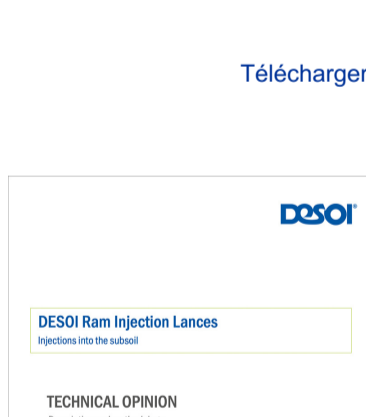 Télécharger
DESOI®
DESOI Ram Injection Lances
Injections into the subsoil
TECHNICAL OPINION